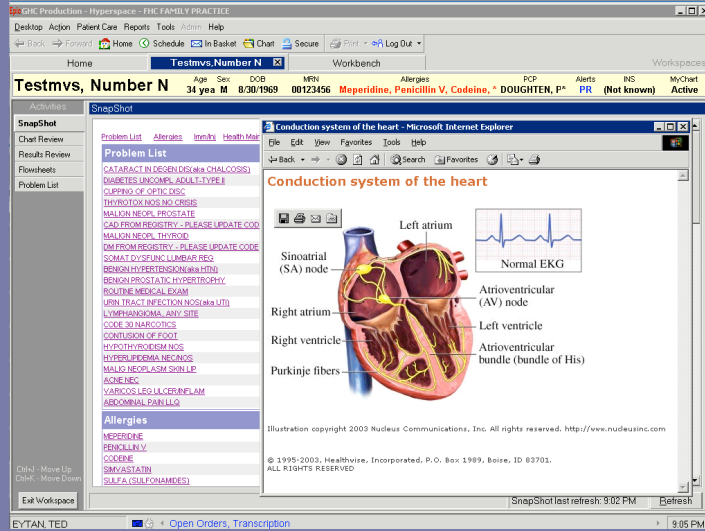 EpicGHC Production - Hyperspace - FHC FAMILY PRACTICE
Desktop Action Patient Care Reports Tools Admin Help
Back Forward Home Schedule In Basket Chart Secure Print Log Out
Home Testmvs,Number N Workbench Workspaces
Age Sex DOB MRN Allergies PCP Alerts INS MyChart
Testmvs, Number N 34 yea M 8/30/1969 00123456 Meperidine, Penicillin V, Codeine, * DOUGHTEN, P* PR (Not known) Active
Activities
SnapShot
Chart Review
Results Review
Flowsheets
Problem List
Ctrl+J - Move Up
Ctrl+K - Move Down
Exit Workspace
SnapShot
Problem List Allergies Imm/Inj Health Main
Problem List
CATARACT IN DEGEN DIS(aka CHALCOSIS)
DIABETES UNCOMPL ADULT-TYPE II
CUPPING OF OPTIC DISC
THYROTOX NOS NO CRISIS
MALIGN NEOPL PROSTATE
CAD FROM REGISTRY - PLEASE UPDATE COD
MALIGN NEOPL THYROID
DM FROM REGISTRY - PLEASE UPDATE CODE
SOMAT DYSFUNC LUMBAR REG
BENIGN HYPERTENSION(aka HTN)
BENIGN PROSTATIC HYPERTROPHY
ROUTINE MEDICAL EXAM
URIN TRACT INFECTION NOS(aka UTI)
LYMPHANGIOMA, ANY SITE
CODE 30 NARCOTICS
CONTUSION OF FOOT
HYPOTHYROIDISM NOS
HYPERLIPIDEMIA NEC/NOS
MALIG NEOPLASM SKIN LIP
ACNE NEC
VARICOS LEG ULCER/INFLAM
ABDOMINAL PAIN LLQ
Allergies
MEPERIDINE
PENICILLIN V
CODEINE
SIMVASTATIN
SULFA (SULFONAMIDES)
Conduction system of the heart - Microsoft Internet Explorer
File Edit View Favorites Tools Help
Back Search Favorites
Conduction system of the heart
Left atrium
Normal EKG
Sinoatrial
(SA) node
Atrioventricular
(AV) node
Right atrium
Left ventricle
Right ventricle
Atrioventricular
bundle (bundle of His)
Purkinje fibers
Illustration copyright 2003 Nucleus Communications, Inc. All rights reserved. http://www.nucleusinc.com
© 1995-2003, Healthwise, Incorporated, P.O. Box 1989, Boise, ID 83701.
ALL RIGHTS RESERVED
SnapShot last refresh: 9:02 PM Refresh
EYTAN, TED Open Orders, Transcription 9:05 PM